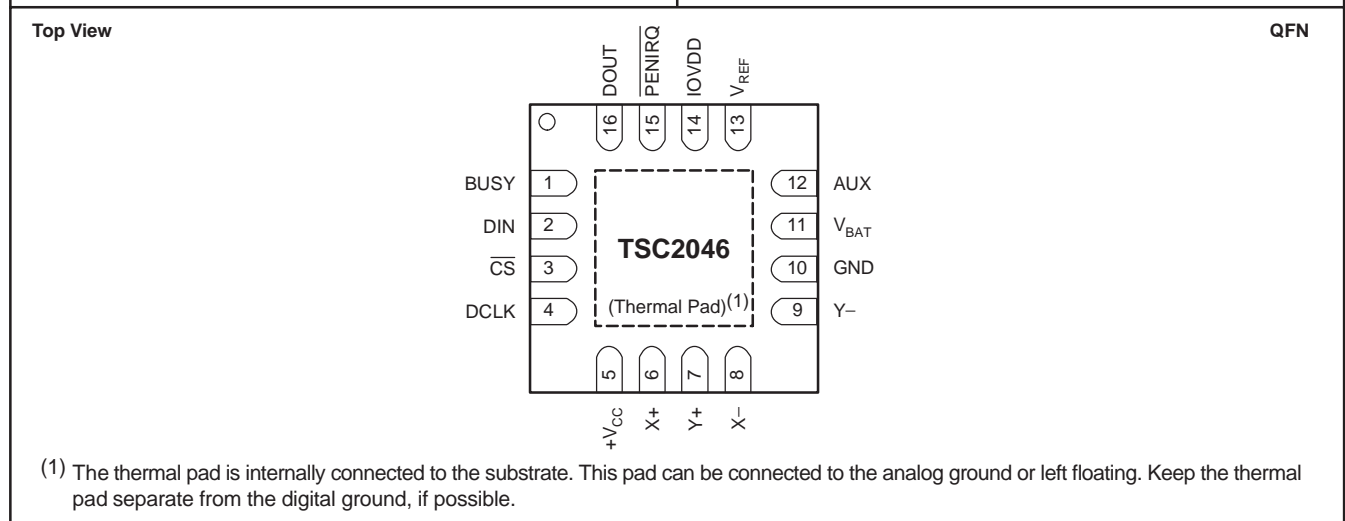 Top View
QFN
DOUT
PENIRQ
IOVDD
VREF
16
15
14
13
BUSY 1
12 AUX
DIN 2
11 VBAT
TSC2046
CS 3
10 GND
DCLK 4
(Thermal Pad)(1)
9 Y–
5
6
7
8
+VCC
X+
Y+
X–
(1) The thermal pad is internally connected to the substrate. This pad can be connected to the analog ground or left floating. Keep the thermal
pad separate from the digital ground, if possible.